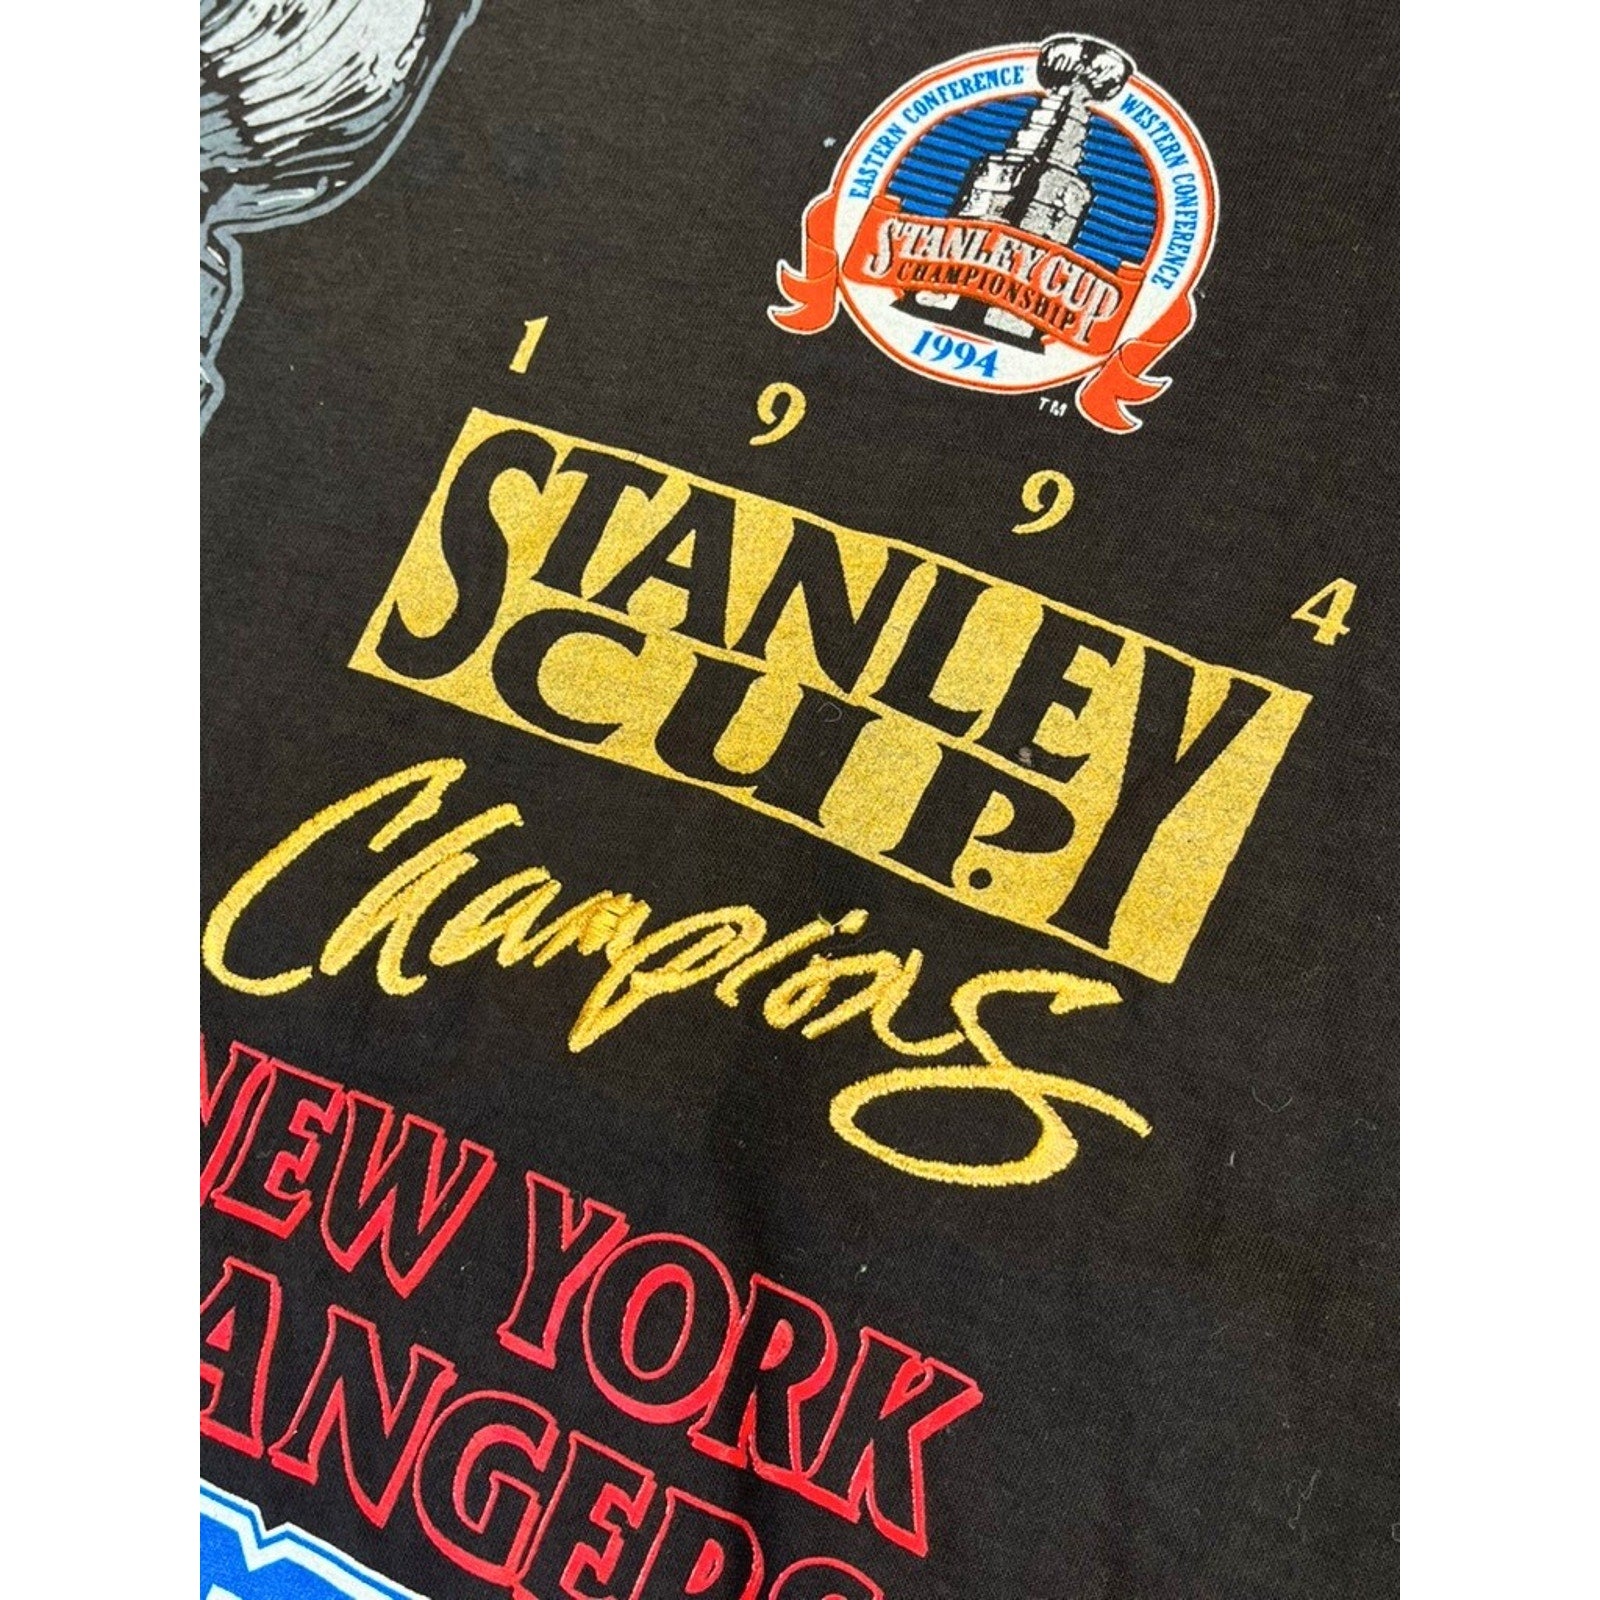 EASTERN CONFERENCE
WESTERN CONFERENCE
STANLEY CUP
CHAMPIONSHIP
1994
TM
1 9 9 4
STANLEY
CUP.
Champions
NEW YORK
ANGERS